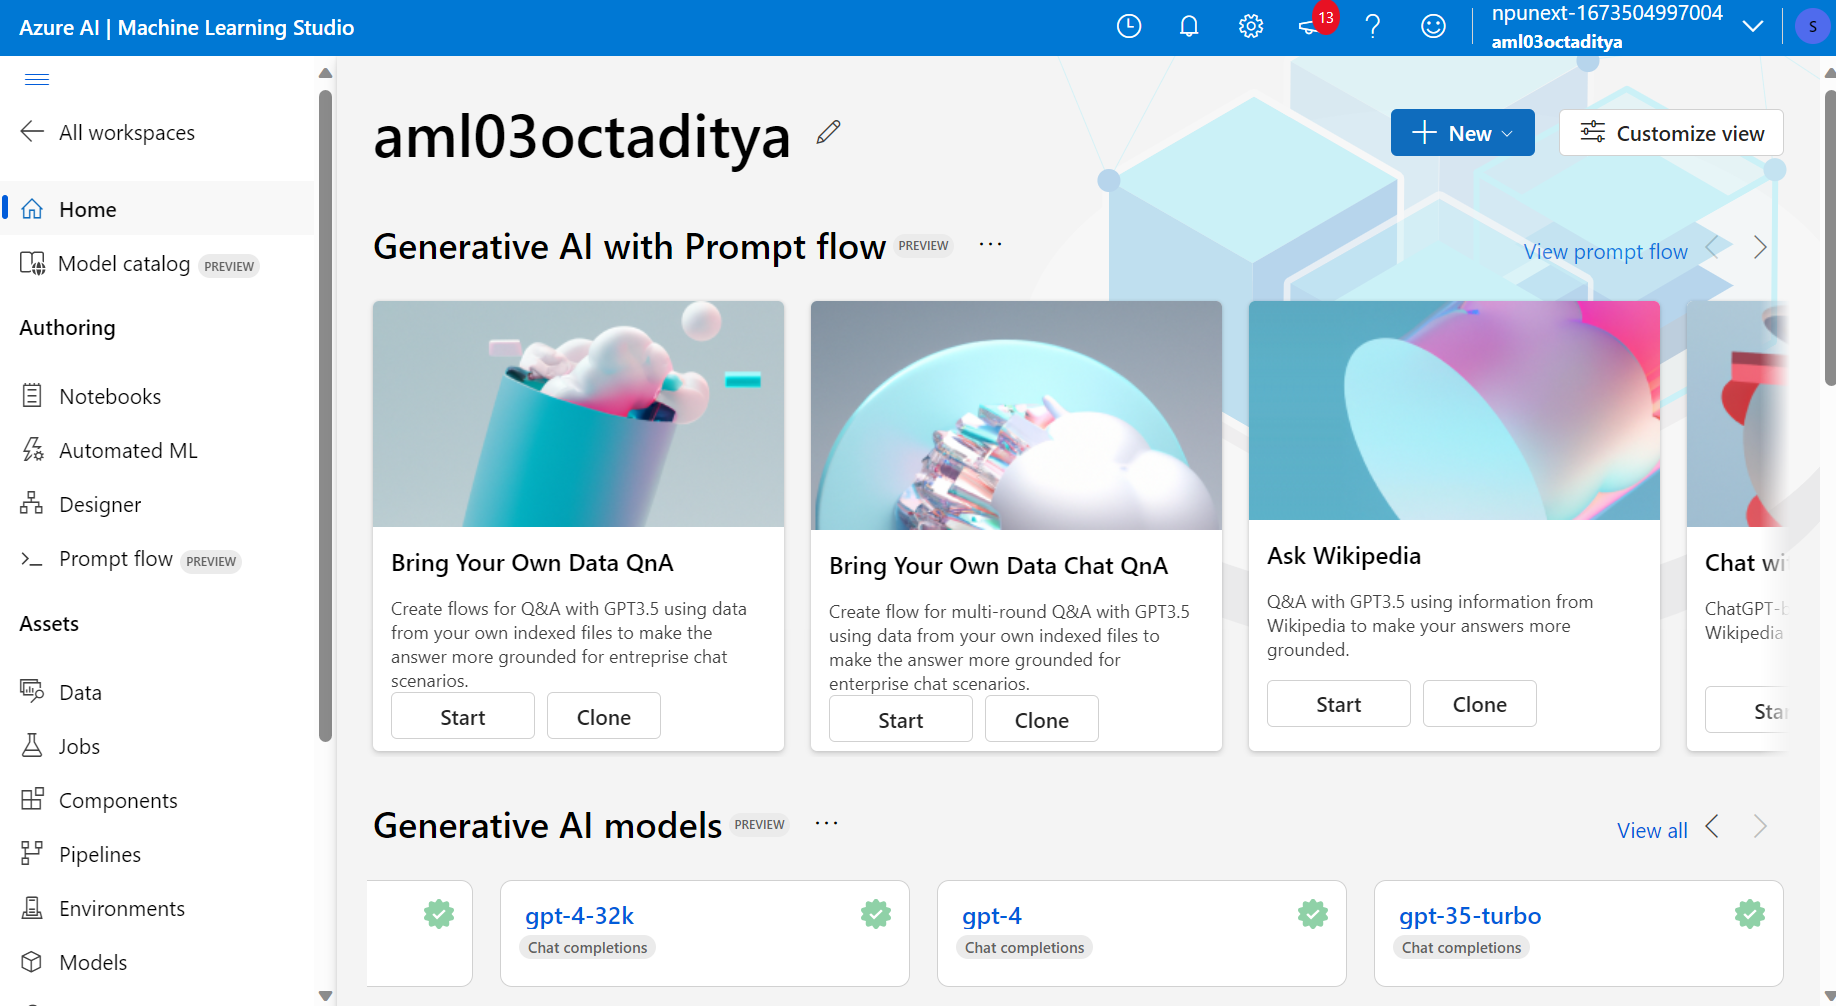 Azure AI | Machine Learning Studio
13
npunext-1673504997004
aml03octaditya
S
All workspaces
Home
Model catalog PREVIEW
Authoring
Notebooks
Automated ML
Designer
Prompt flow PREVIEW
Assets
Data
Jobs
Components
Pipelines
Environments
Models
aml03octaditya
New
Customize view
Generative AI with Prompt flow PREVIEW ...
View prompt flow
Bring Your Own Data QnA
Create flows for Q&A with GPT3.5 using data
from your own indexed files to make the
answer more grounded for entreprise chat
scenarios.
Start Clone
Bring Your Own Data Chat QnA
Create flow for multi-round Q&A with GPT3.5
using data from your own indexed files to
make the answer more grounded for
enterprise chat scenarios.
Start Clone
Ask Wikipedia
Q&A with GPT3.5 using information from
Wikipedia to make your answers more
grounded.
Start Clone
Chat wi
ChatGPT-b
Wikipedia
Star
Generative AI models PREVIEW ...
View all
gpt-4-32k
Chat completions
gpt-4
Chat completions
gpt-35-turbo
Chat completions